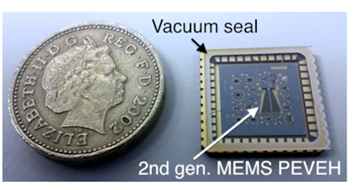 Vacuum seal
ELIZABETH·II·D·G REG·F·D·2002
2nd gen. MEMS PEVEH